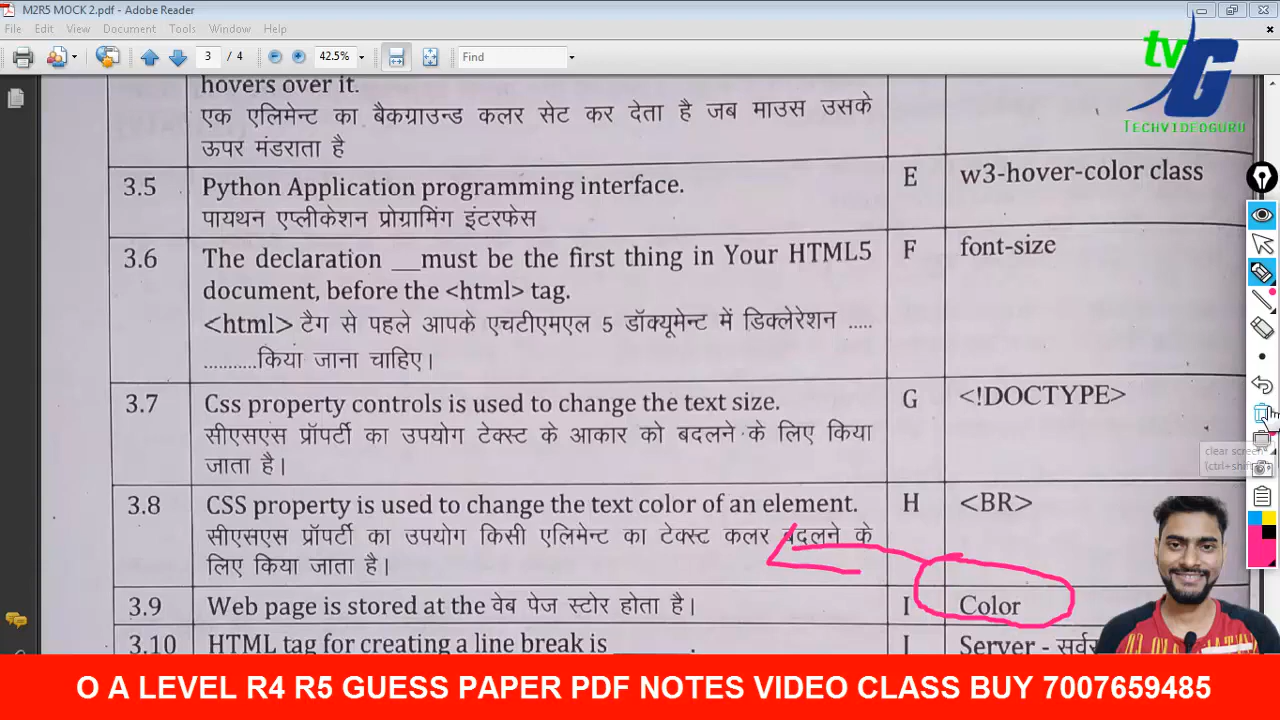 M2R5 MOCK 2.pdf - Adobe Reader
File Edit View Document Tools Window Help
3 / 4 42.5% Find
tvG
TECHVIDEOGURU
hovers over it.
एक एलिमेन्ट का बैकग्राउन्ड कलर सेट कर देता है जब माउस उसके
ऊपर मंडराता है
3.5 Python Application programming interface. E w3-hover-color class
पायथन एप्लीकेशन प्रोग्रामिंग इंटरफेस
3.6 The declaration __must be the first thing in Your HTML5 F font-size
document, before the <html> tag.
<html> टैग से पहले आपके एचटीएमएल 5 डॉक्यूमेन्ट में डिक्लेरेशन .....
...........किया जाना चाहिए।
3.7 Css property controls is used to change the text size. G <!DOCTYPE>
सीएसएस प्रॉपर्टी का उपयोग टेक्स्ट के आकार को बदलने के लिए किया
जाता है।
clear screen
(ctrl+shift
3.8 CSS property is used to change the text color of an element. H <BR>
सीएसएस प्रॉपर्टी का उपयोग किसी एलिमेन्ट का टेक्स्ट कलर बदलने के
लिए किया जाता है।
3.9 Web page is stored at the वेब पेज स्टोर होता है। I Color
3.10 HTML tag for creating a line break is ______ . J Server -
O A LEVEL R4 R5 GUESS PAPER PDF NOTES VIDEO CLASS BUY 7007659485